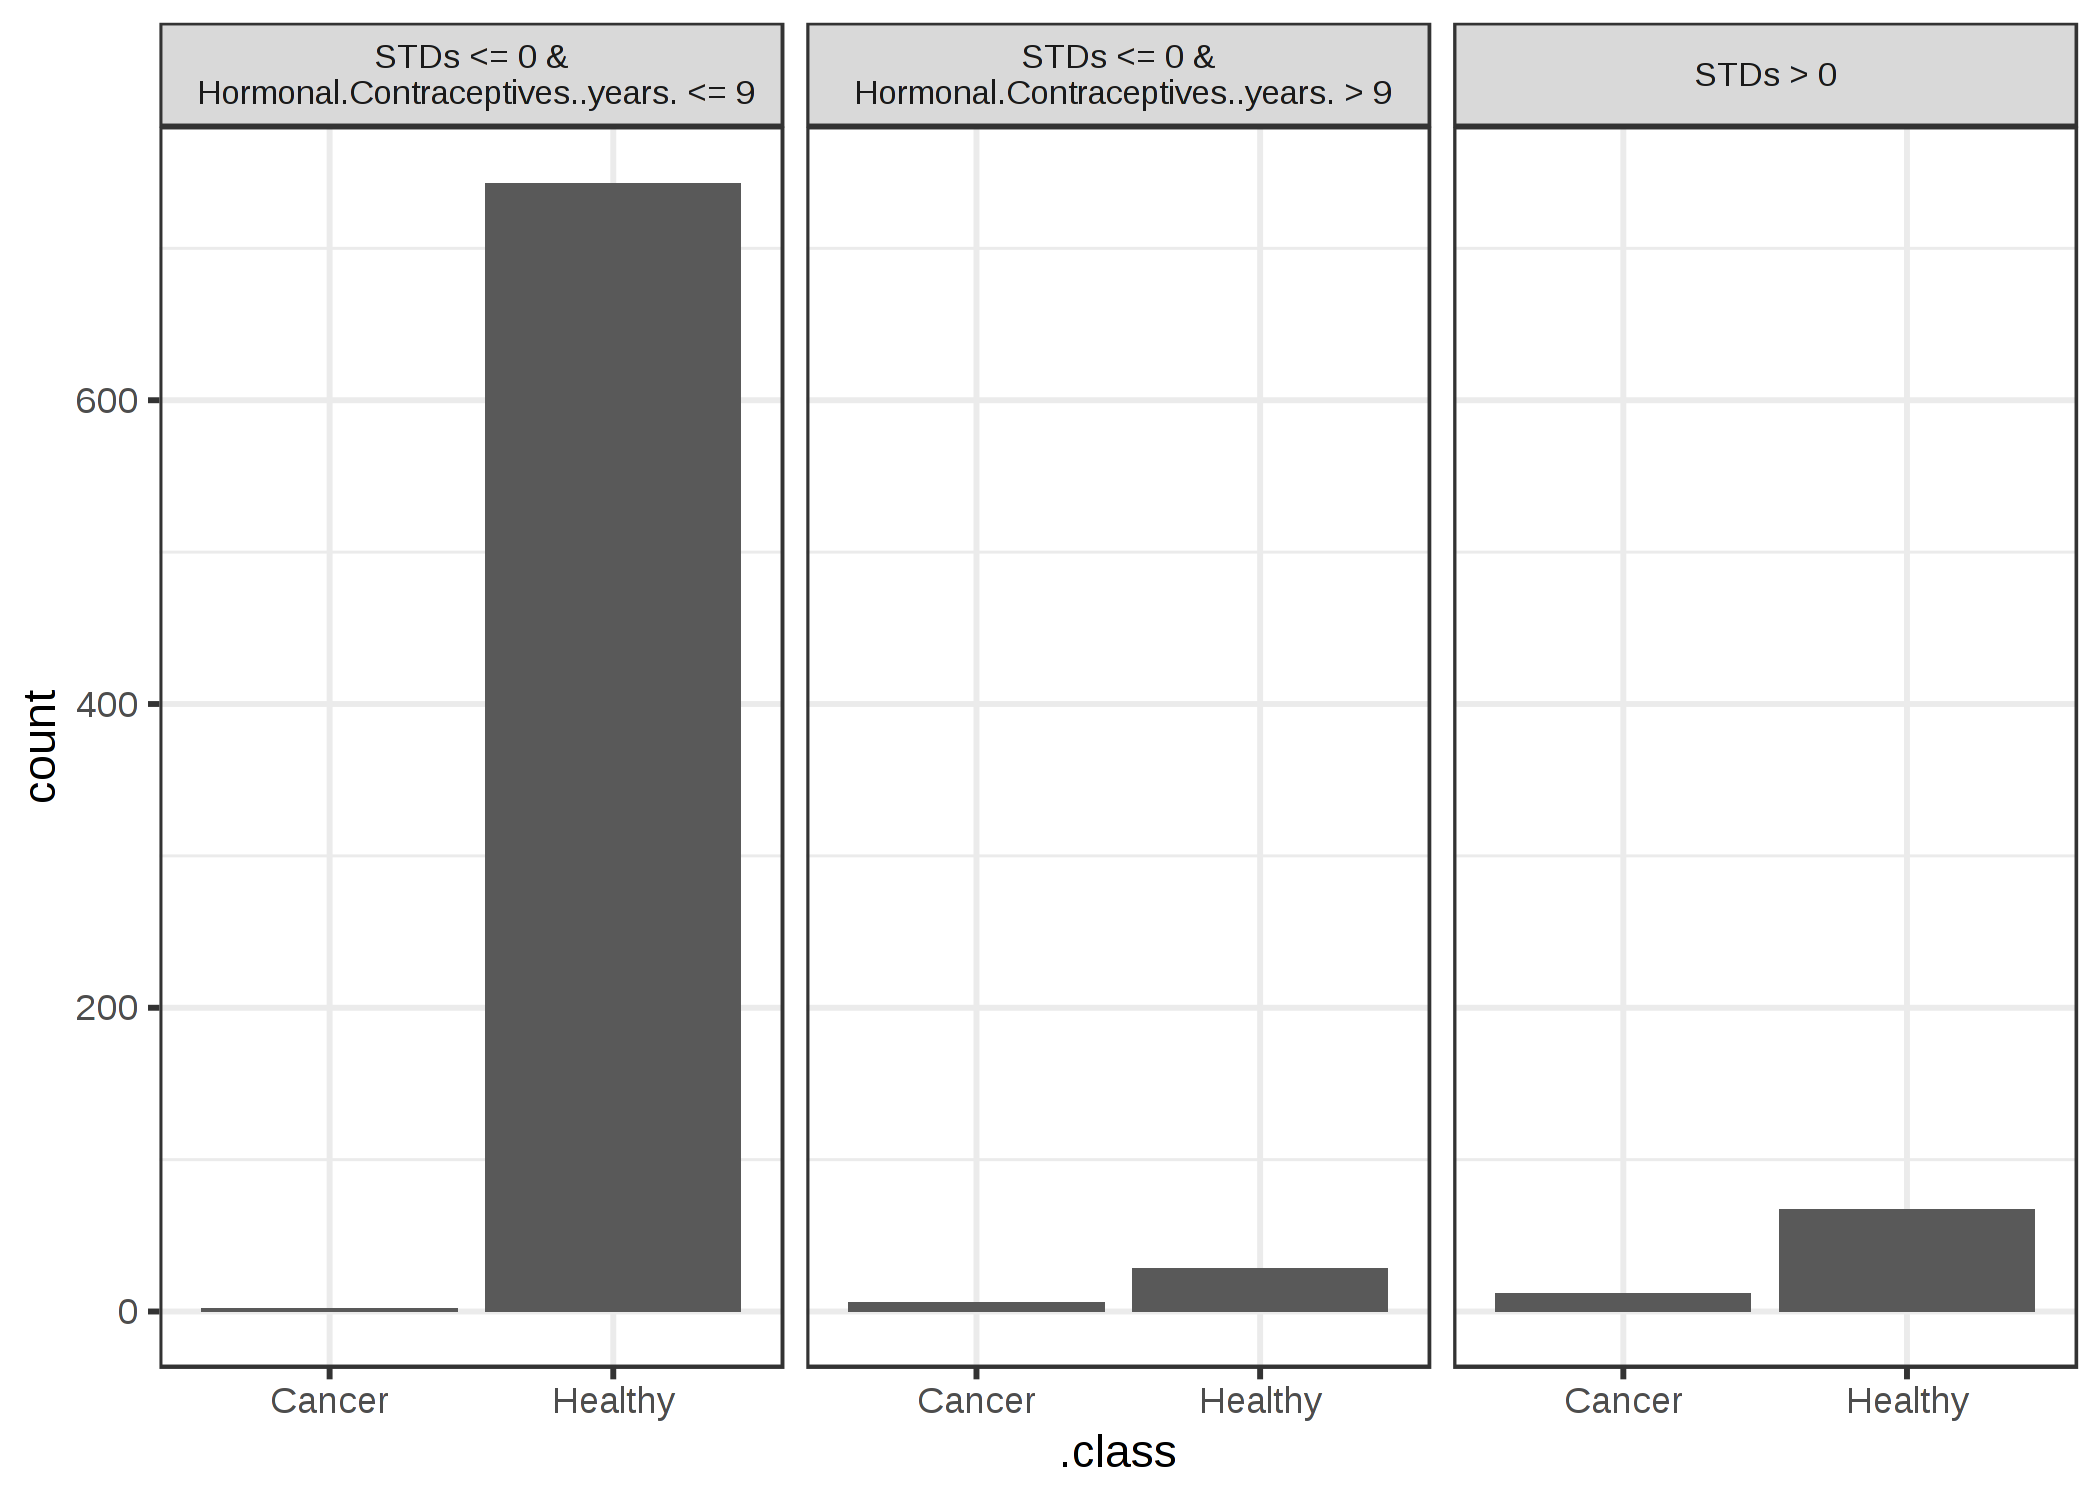 STDs <= 0 &
Hormonal.Contraceptives..years. <= 9
STDs <= 0 &
Hormonal.Contraceptives..years. > 9
STDs > 0
count
600
400
200
0
Cancer
Healthy
Cancer
Healthy
Cancer
Healthy
.class